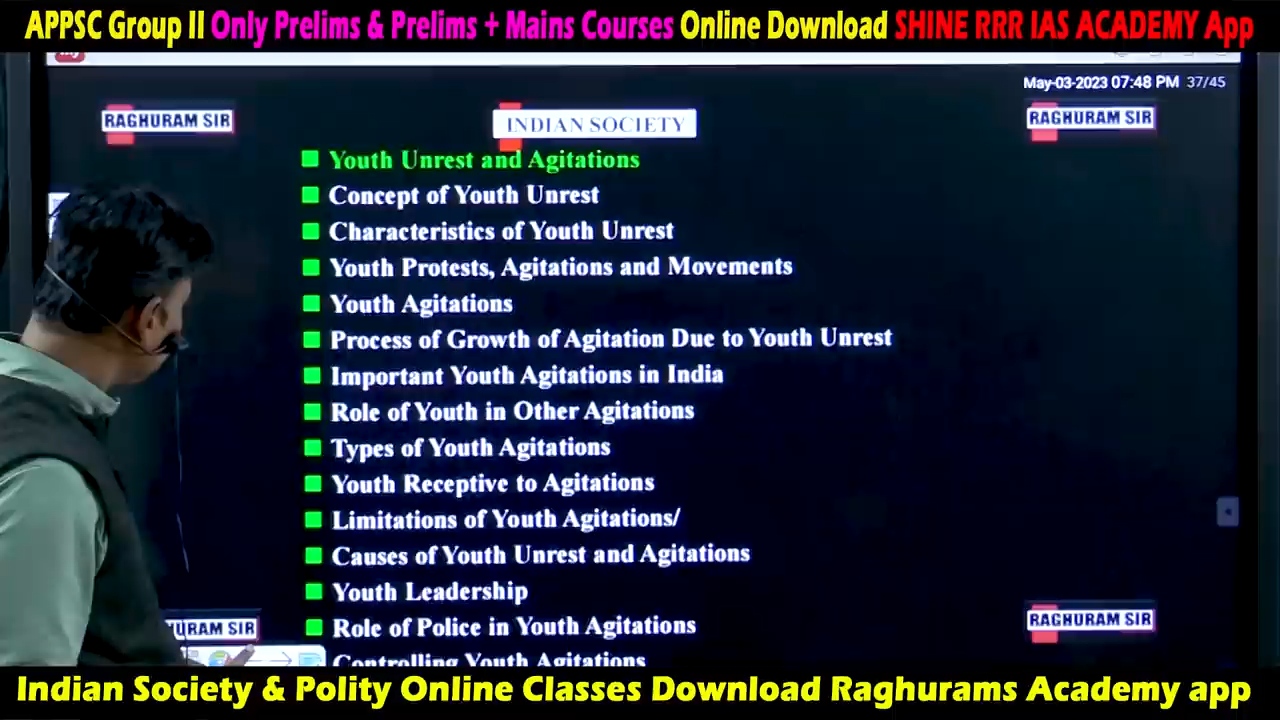 APPSC Group II Only Prelims & Prelims + Mains Courses Online Download SHINE RRR IAS ACADEMY App
May-03-2023 07:48 PM 37/45
RAGHURAM SIR
INDIAN SOCIETY
RAGHURAM SIR
Youth Unrest and Agitations
Concept of Youth Unrest
Characteristics of Youth Unrest
Youth Protests, Agitations and Movements
Youth Agitations
Process of Growth of Agitation Due to Youth Unrest
Important Youth Agitations in India
Role of Youth in Other Agitations
Types of Youth Agitations
Youth Receptive to Agitations
Limitations of Youth Agitations/
Causes of Youth Unrest and Agitations
Youth Leadership
Role of Police in Youth Agitations
URAM SIR
RAGHURAM SIR
Controlling Youth Agitations
Indian Society & Polity Online Classes Download Raghurams Academy app